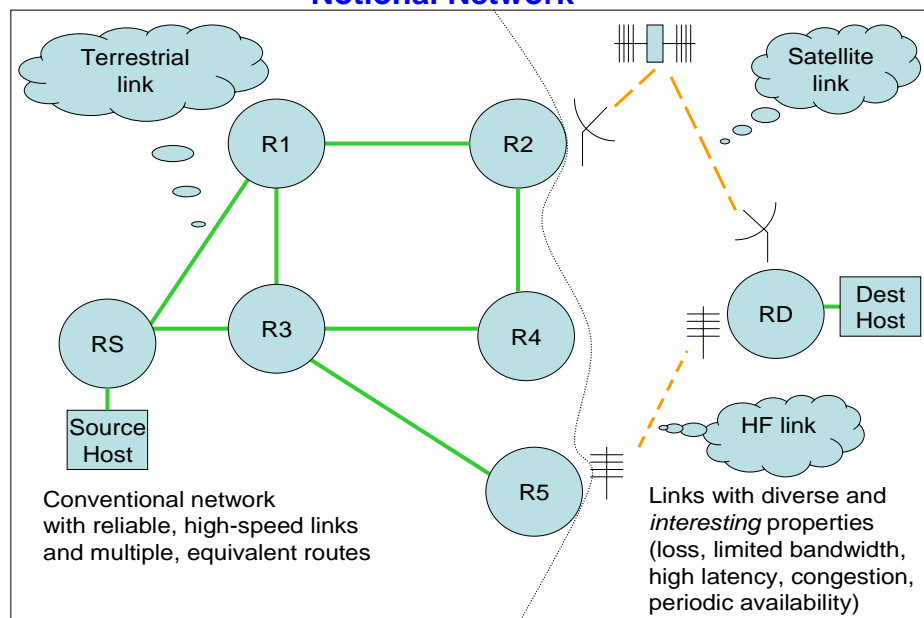 Notional Network
Terrestrial
link
Satellite
link
R1
R2
RS
R3
R4
RD
Dest
Host
Source
Host
HF link
R5
Conventional network
with reliable, high-speed links
and multiple, equivalent routes
Links with diverse and
interesting properties
(loss, limited bandwidth,
high latency, congestion,
periodic availability)